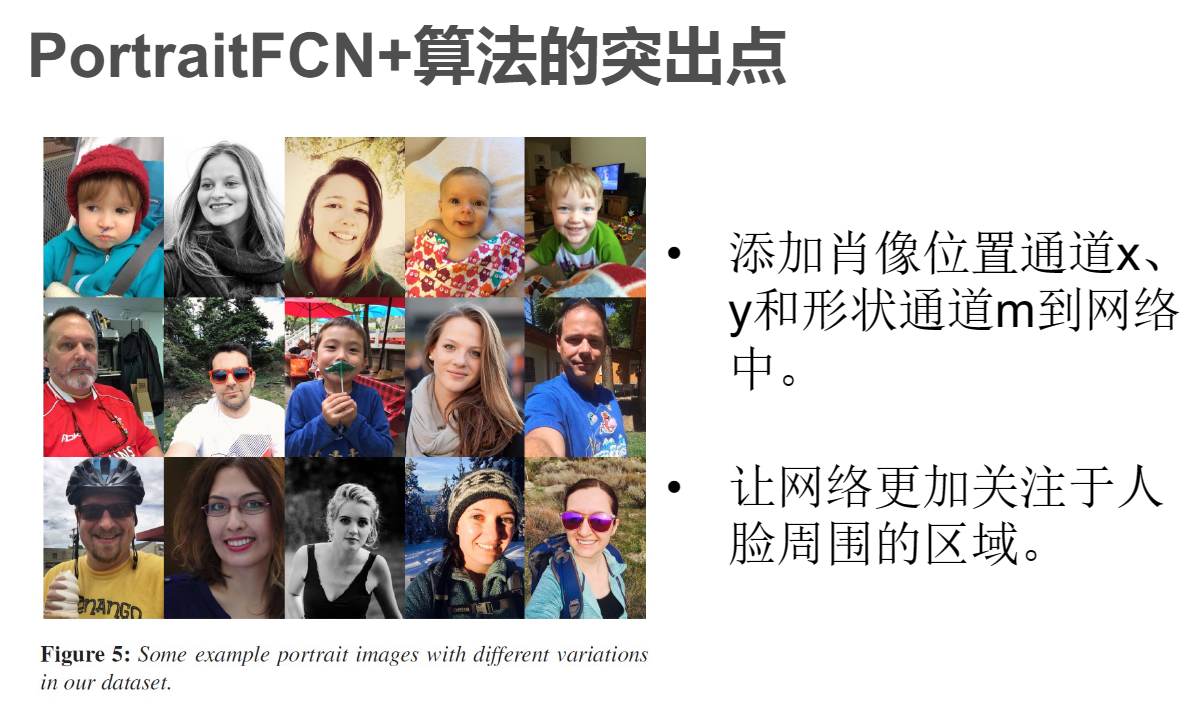 PortraitFCN+算法的突出点
• 添加肖像位置通道x、
y和形状通道m到网络
中。
• 让网络更加关注于人
脸周围的区域。
Figure 5: Some example portrait images with different variations
in our dataset.